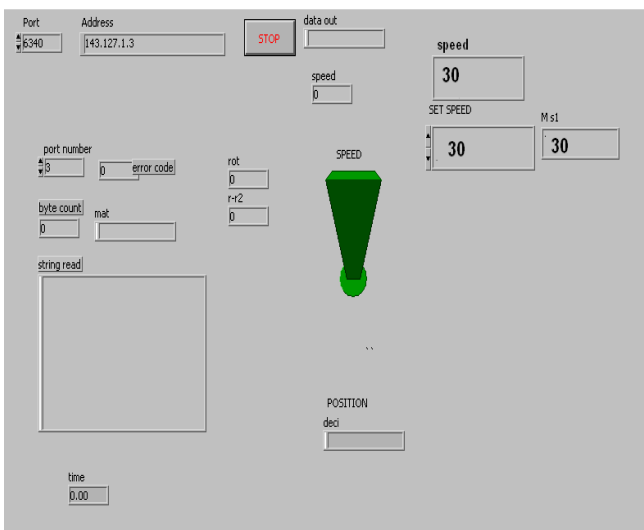 Port
6340
Address
143.127.1.3
STOP
data out
speed
0
speed
30
SET SPEED
30
M s1
30
port number
3
0
error code
rot
0
r-r2
0
SPEED
byte count
0
mat
string read
``
POSITION
deci
time
0.00